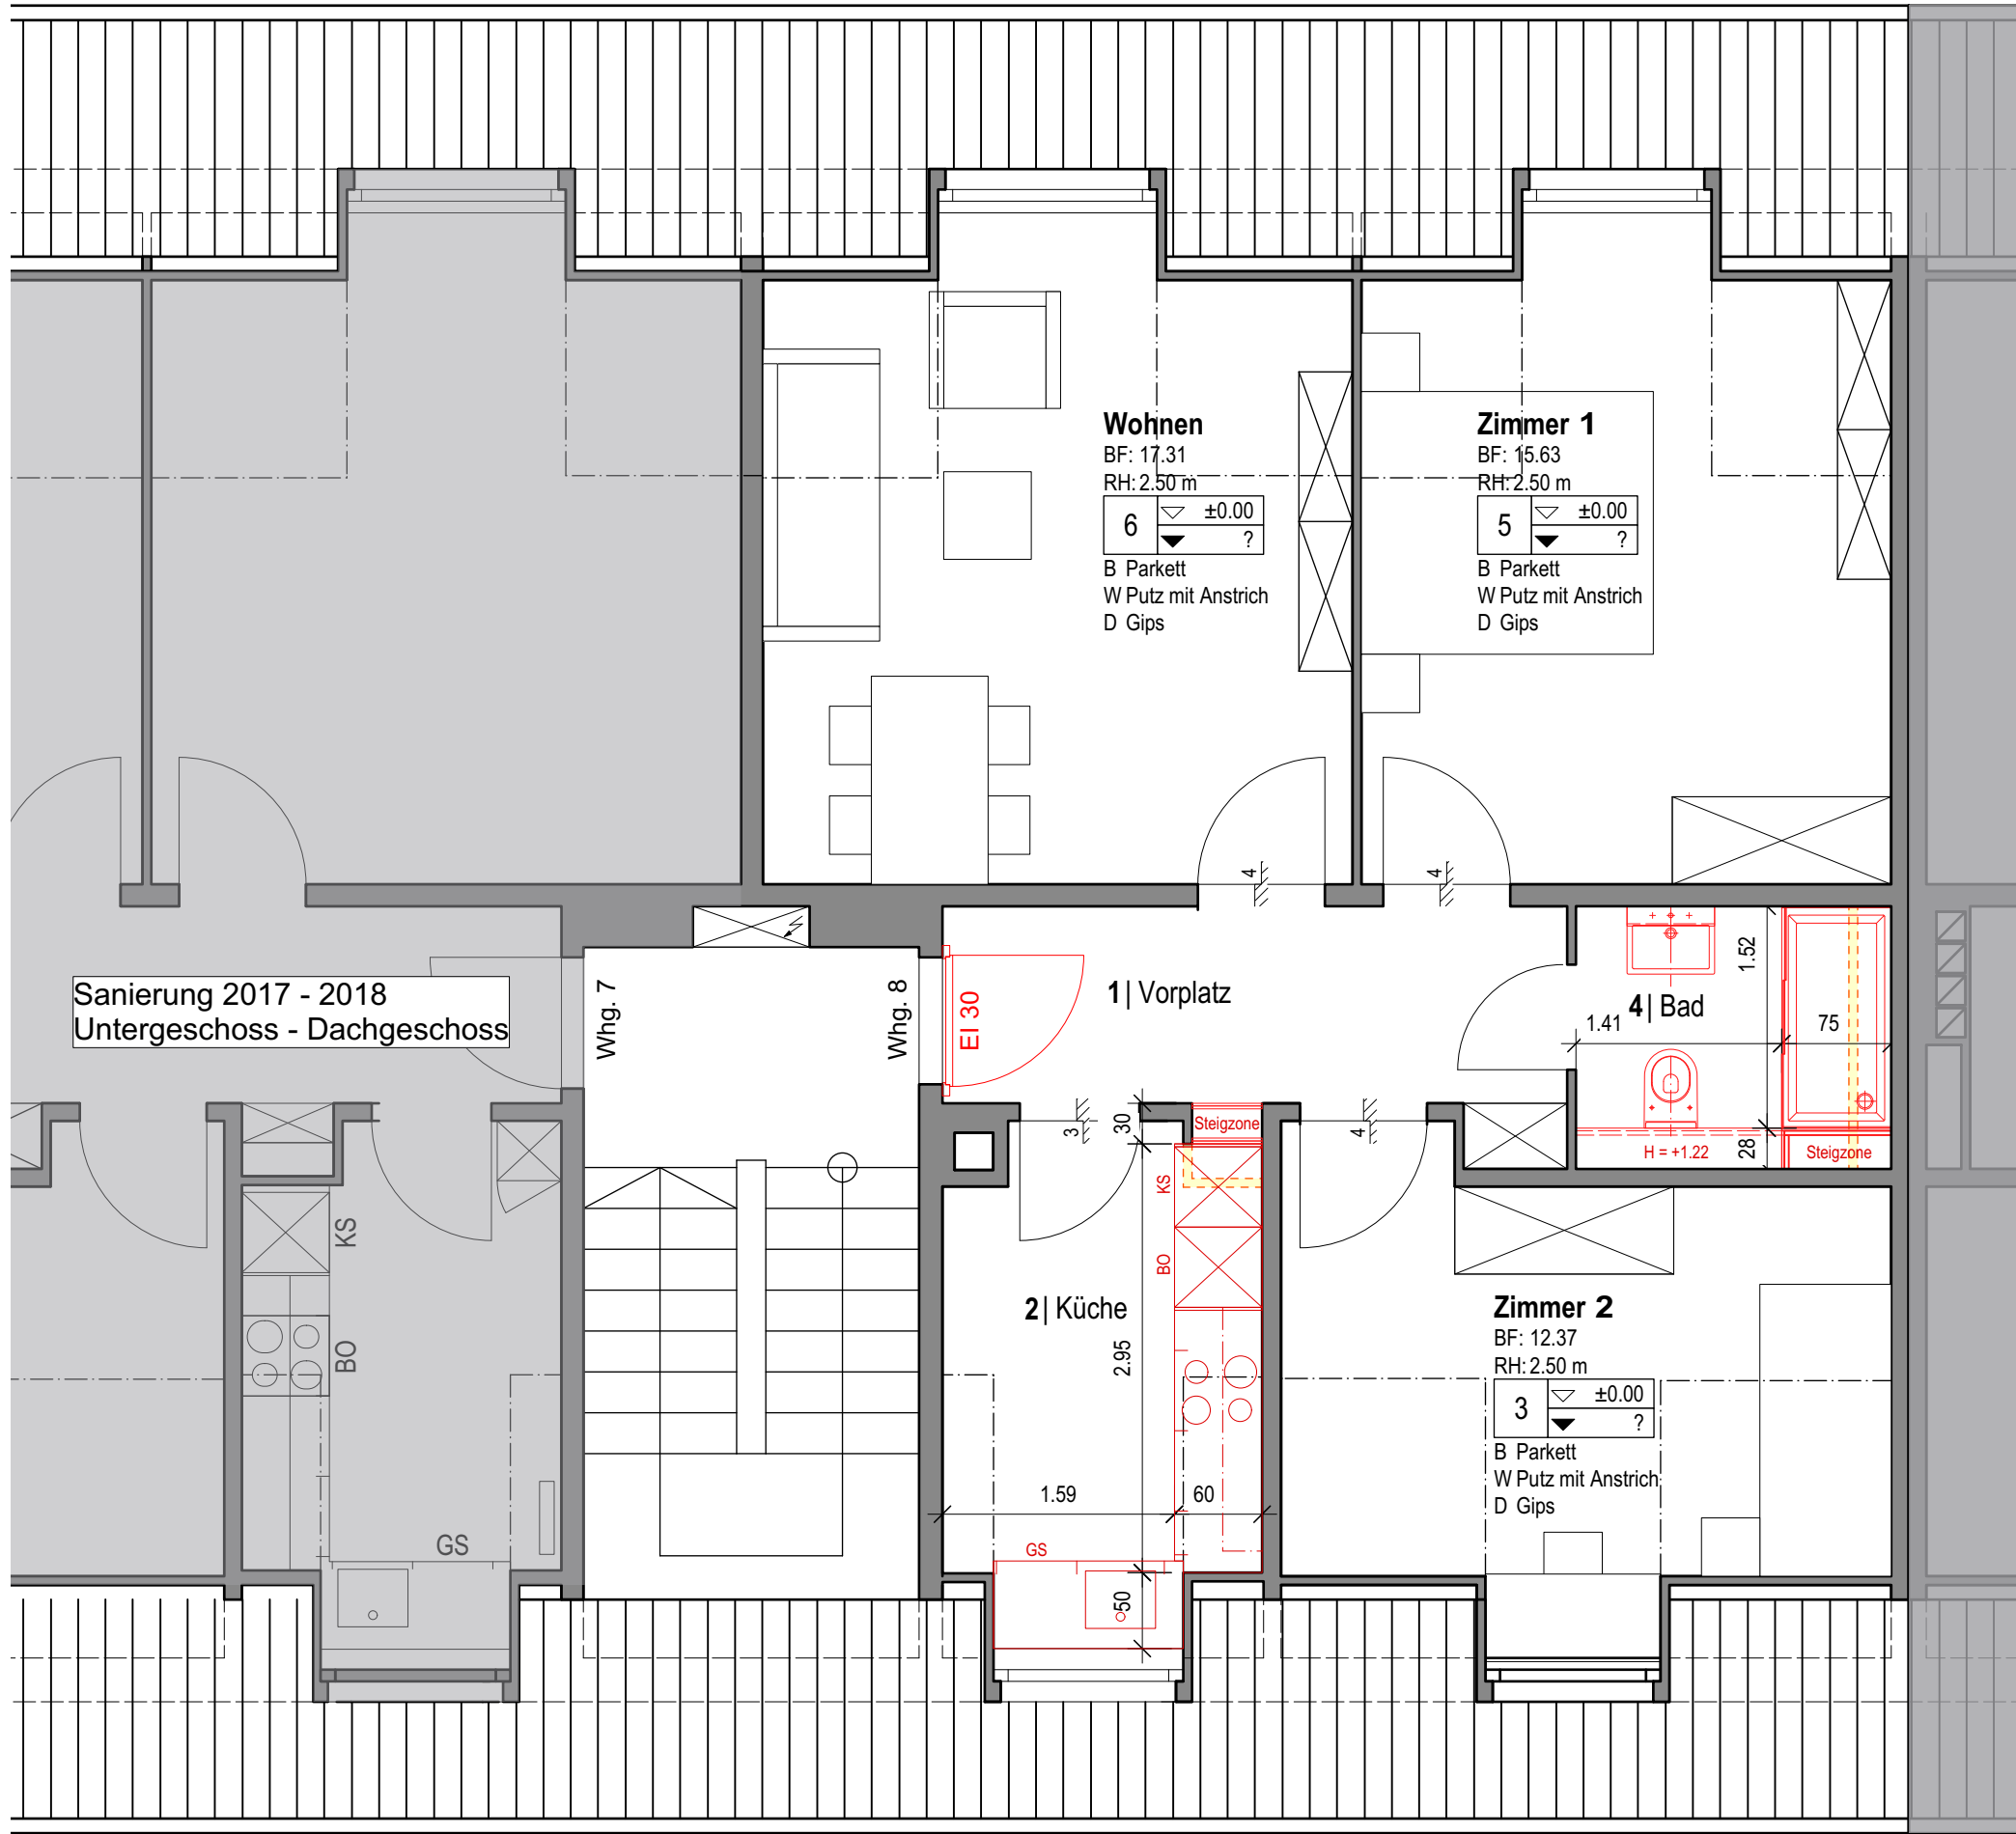 Wohnen
BF: 17.31
RH: 2.50 m
6 ±0.00
?
B Parkett
W Putz mit Anstrich
D Gips
Zimmer 1
BF: 15.63
RH: 2.50 m
5 ±0.00
?
B Parkett
W Putz mit Anstrich
D Gips
4
4
Sanierung 2017 - 2018
Untergeschoss - Dachgeschoss
Whg. 7
Whg. 8
EI 30
1| Vorplatz
4| Bad
1.52
1.41
75
28
H = +1.22
Steigzone
3
30
Steigzone
4
KS
BO
GS
KS
BO
2| Küche
2.95
1.59
60
GS
50
Zimmer 2
BF: 12.37
RH: 2.50 m
3 ±0.00
?
B Parkett
W Putz mit Anstrich
D Gips